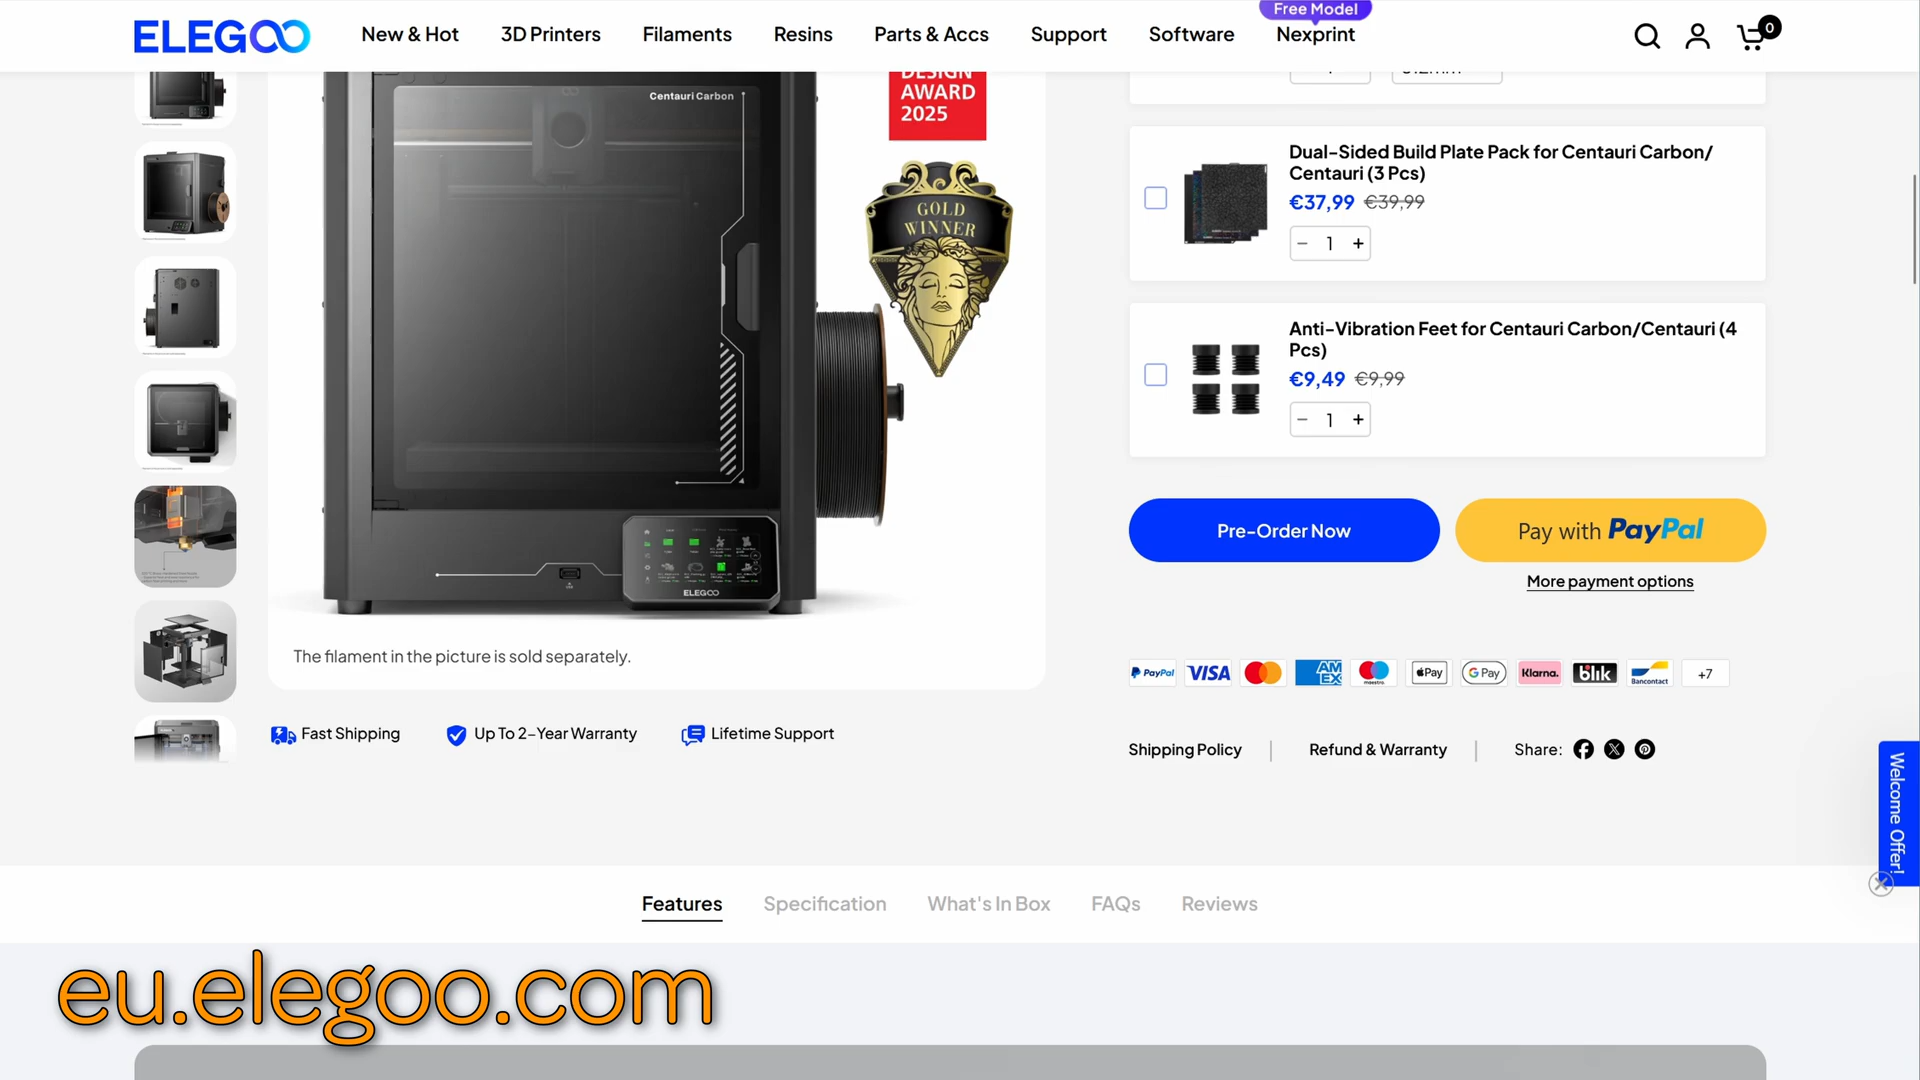 Free Model
ELEGOO
New & Hot
3D Printers
Filaments
Resins
Parts & Accs
Support
Software
Nexprint
0
Centauri Carbon
DESIGN
AWARD
2025
GOLD
WINNER
ELEGOO
The filament in the picture is sold separately.
Fast Shipping
Up To 2-Year Warranty
Lifetime Support
Dual-Sided Build Plate Pack for Centauri Carbon/
Centauri (3 Pcs)
€37,99 €39,99
− 1 +
Anti-Vibration Feet for Centauri Carbon/Centauri (4
Pcs)
€9,49 €9,99
− 1 +
Pre-Order Now
Pay with PayPal
More payment options
PayPal
VISA
AM
EX
maestro
Pay
G Pay
Klarna.
blik
Bancontact
+7
Shipping Policy
Refund & Warranty
Share:
Welcome Offer!
Features
Specification
What's In Box
FAQs
Reviews
eu.elegoo.com